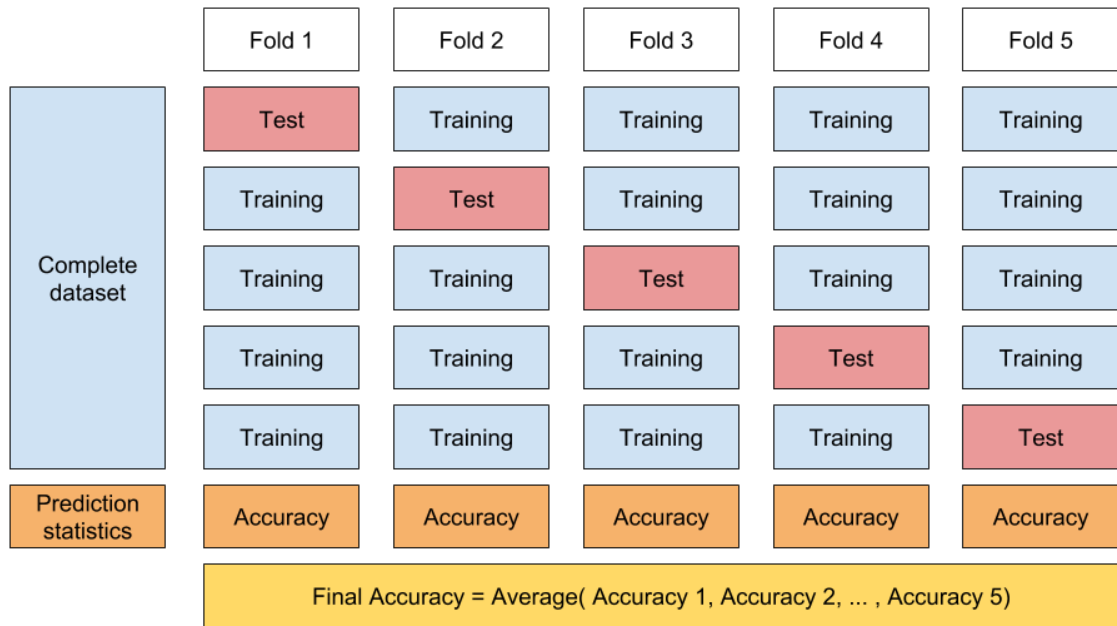 Fold 1 Fold 2 Fold 3 Fold 4 Fold 5
Test Training Training Training Training
Training Test Training Training Training
Complete
dataset
Training Training Test Training Training
Training Training Training Test Training
Training Training Training Training Test
Prediction
statistics
Accuracy Accuracy Accuracy Accuracy Accuracy
Final Accuracy = Average( Accuracy 1, Accuracy 2, ... , Accuracy 5)